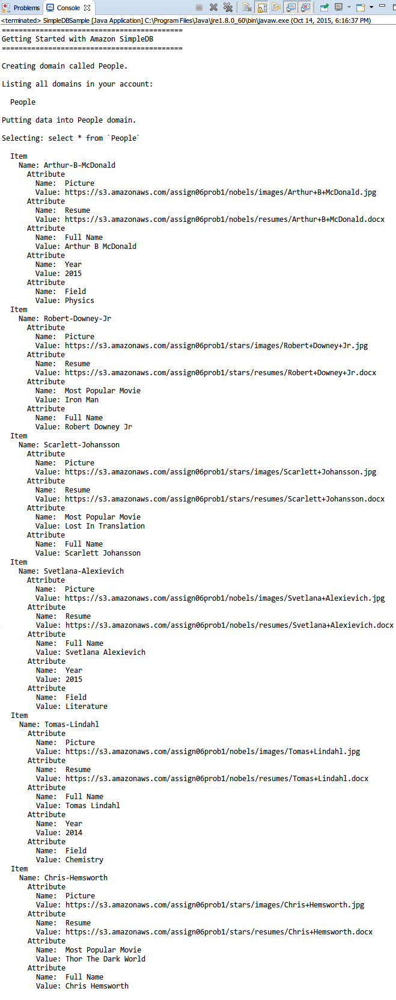 Problems Console
<terminated> SimpleDBSample [Java Application] C:\Program Files\Java\jre1.8.0_60\bin\javaw.exe (Oct 14, 2015, 6:16:37 PM)
===========================================
Getting Started with Amazon SimpleDB
===========================================
Creating domain called People.
Listing all domains in your account:
People
Putting data into People domain.
Selecting: select * from `People`
Item
Name: Arthur-B-McDonald
Attribute
Name: Picture
Value: https://s3.amazonaws.com/assign06prob1/nobels/images/Arthur+B+McDonald.jpg
Attribute
Name: Resume
Value: https://s3.amazonaws.com/assign06prob1/nobels/resumes/Arthur+B+McDonald.docx
Attribute
Name: Full Name
Value: Arthur B McDonald
Attribute
Name: Year
Value: 2015
Attribute
Name: Field
Value: Physics
Item
Name: Robert-Downey-Jr
Attribute
Name: Picture
Value: https://s3.amazonaws.com/assign06prob1/stars/images/Robert+Downey+Jr.jpg
Attribute
Name: Resume
Value: https://s3.amazonaws.com/assign06prob1/stars/resumes/Robert+Downey+Jr.docx
Attribute
Name: Most Popular Movie
Value: Iron Man
Attribute
Name: Full Name
Value: Robert Downey Jr
Item
Name: Scarlett-Johansson
Attribute
Name: Picture
Value: https://s3.amazonaws.com/assign06prob1/stars/images/Scarlett+Johansson.jpg
Attribute
Name: Resume
Value: https://s3.amazonaws.com/assign06prob1/stars/resumes/Scarlett+Johansson.docx
Attribute
Name: Most Popular Movie
Value: Lost In Translation
Attribute
Name: Full Name
Value: Scarlett Johansson
Item
Name: Svetlana-Alexievich
Attribute
Name: Picture
Value: https://s3.amazonaws.com/assign06prob1/nobels/images/Svetlana+Alexievich.jpg
Attribute
Name: Resume
Value: https://s3.amazonaws.com/assign06prob1/nobels/resumes/Svetlana+Alexievich.docx
Attribute
Name: Full Name
Value: Svetlana Alexievich
Attribute
Name: Year
Value: 2015
Attribute
Name: Field
Value: Literature
Item
Name: Tomas-Lindahl
Attribute
Name: Picture
Value: https://s3.amazonaws.com/assign06prob1/nobels/images/Tomas+Lindahl.jpg
Attribute
Name: Resume
Value: https://s3.amazonaws.com/assign06prob1/nobels/resumes/Tomas+Lindahl.docx
Attribute
Name: Full Name
Value: Tomas Lindahl
Attribute
Name: Year
Value: 2014
Attribute
Name: Field
Value: Chemistry
Item
Name: Chris-Hemsworth
Attribute
Name: Picture
Value: https://s3.amazonaws.com/assign06prob1/stars/images/Chris+Hemsworth.jpg
Attribute
Name: Resume
Value: https://s3.amazonaws.com/assign06prob1/stars/resumes/Chris+Hemsworth.docx
Attribute
Name: Most Popular Movie
Value: Thor The Dark World
Attribute
Name: Full Name
Value: Chris Hemsworth